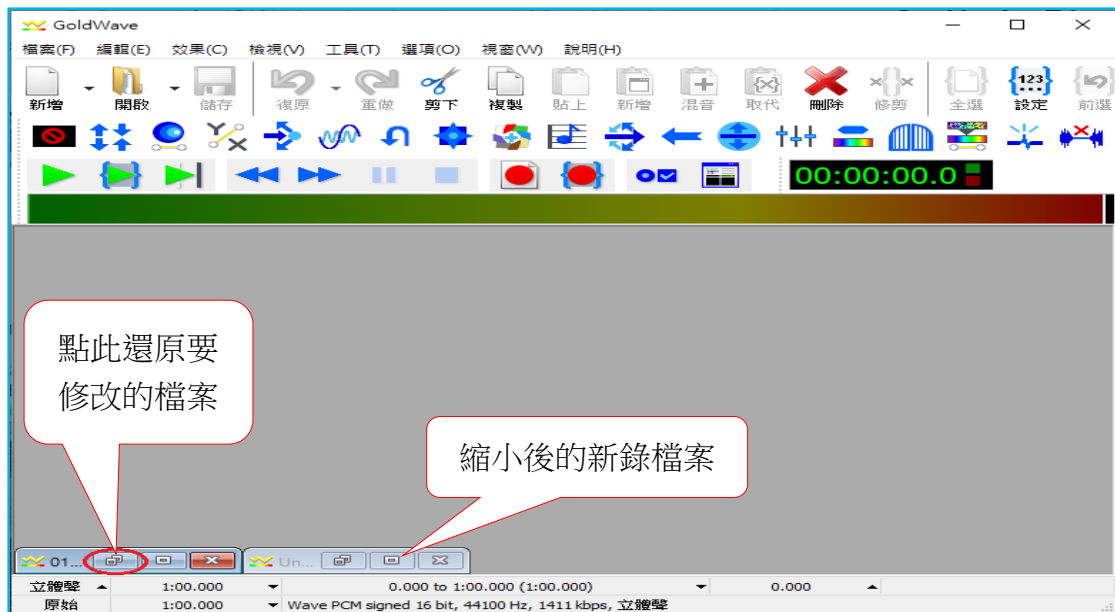 GoldWave
檔案(F) 編輯(E) 效果(C) 檢視(V) 工具(T) 選項(O) 視窗(W) 說明(H)
新增 開啟 儲存 復原 重做 剪下 複製 貼上 新增 混音 取代 刪除 修剪 全選 設定 前選
00:00:00.0
點此還原要
修改的檔案
縮小後的新錄檔案
01... Un...
立體聲 1:00.000 0.000 to 1:00.000 (1:00.000) 0.000
原始 1:00.000 Wave PCM signed 16 bit, 44100 Hz, 1411 kbps, 立體聲